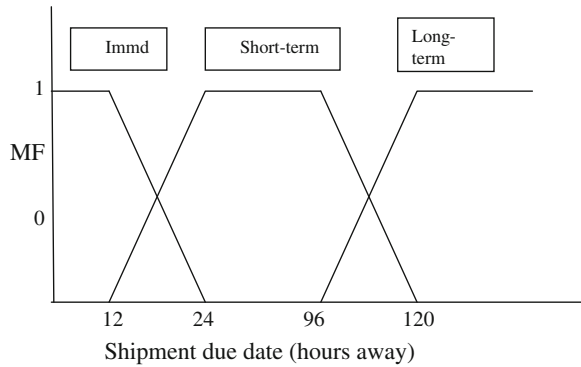 Immd
Short-term
Long-
term
1
MF
0
12 24 96 120
Shipment due date (hours away)